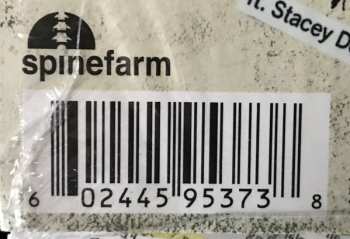 ft. Stacey D
spinefarm
6 02445 95373 8